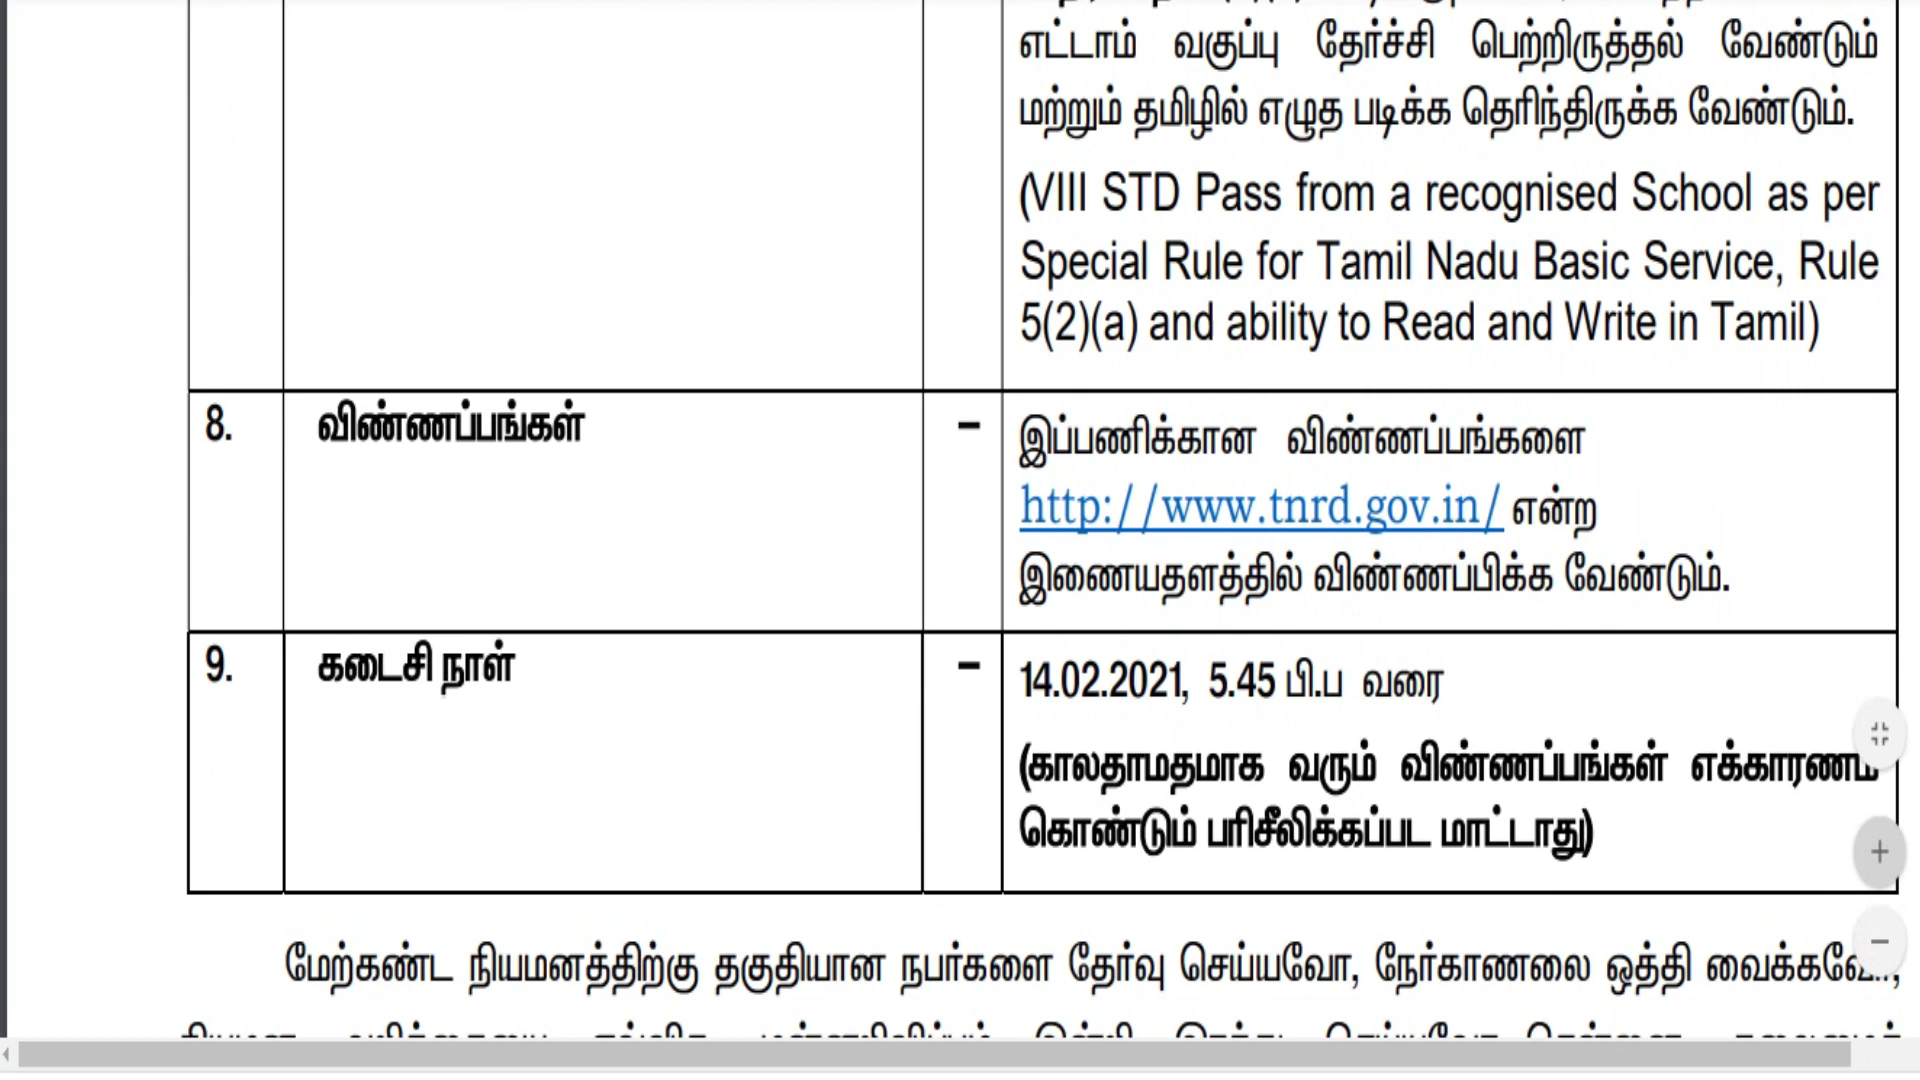 எட்டாம் வகுப்பு தேர்ச்சி பெற்றிருத்தல் வேண்டும்
மற்றும் தமிழில் எழுத படிக்க தெரிந்திருக்க வேண்டும்.
(VIII STD Pass from a recognised School as per
Special Rule for Tamil Nadu Basic Service, Rule
5(2)(a) and ability to Read and Write in Tamil)
8. விண்ணப்பங்கள் – இப்பணிக்கான விண்ணப்பங்களை
http://www.tnrd.gov.in/ என்ற
இணையதளத்தில் விண்ணப்பிக்க வேண்டும்.
9. கடைசி நாள் – 14.02.2021, 5.45 பி.ப வரை
(காலதாமதமாக வரும் விண்ணப்பங்கள் எக்காரணம்
கொண்டும் பரிசீலிக்கப்பட மாட்டாது)
மேற்கண்ட நியமனத்திற்கு தகுதியான நபர்களை தேர்வு செய்யவோ, நேர்காணலை ஒத்தி வைக்கவோ,